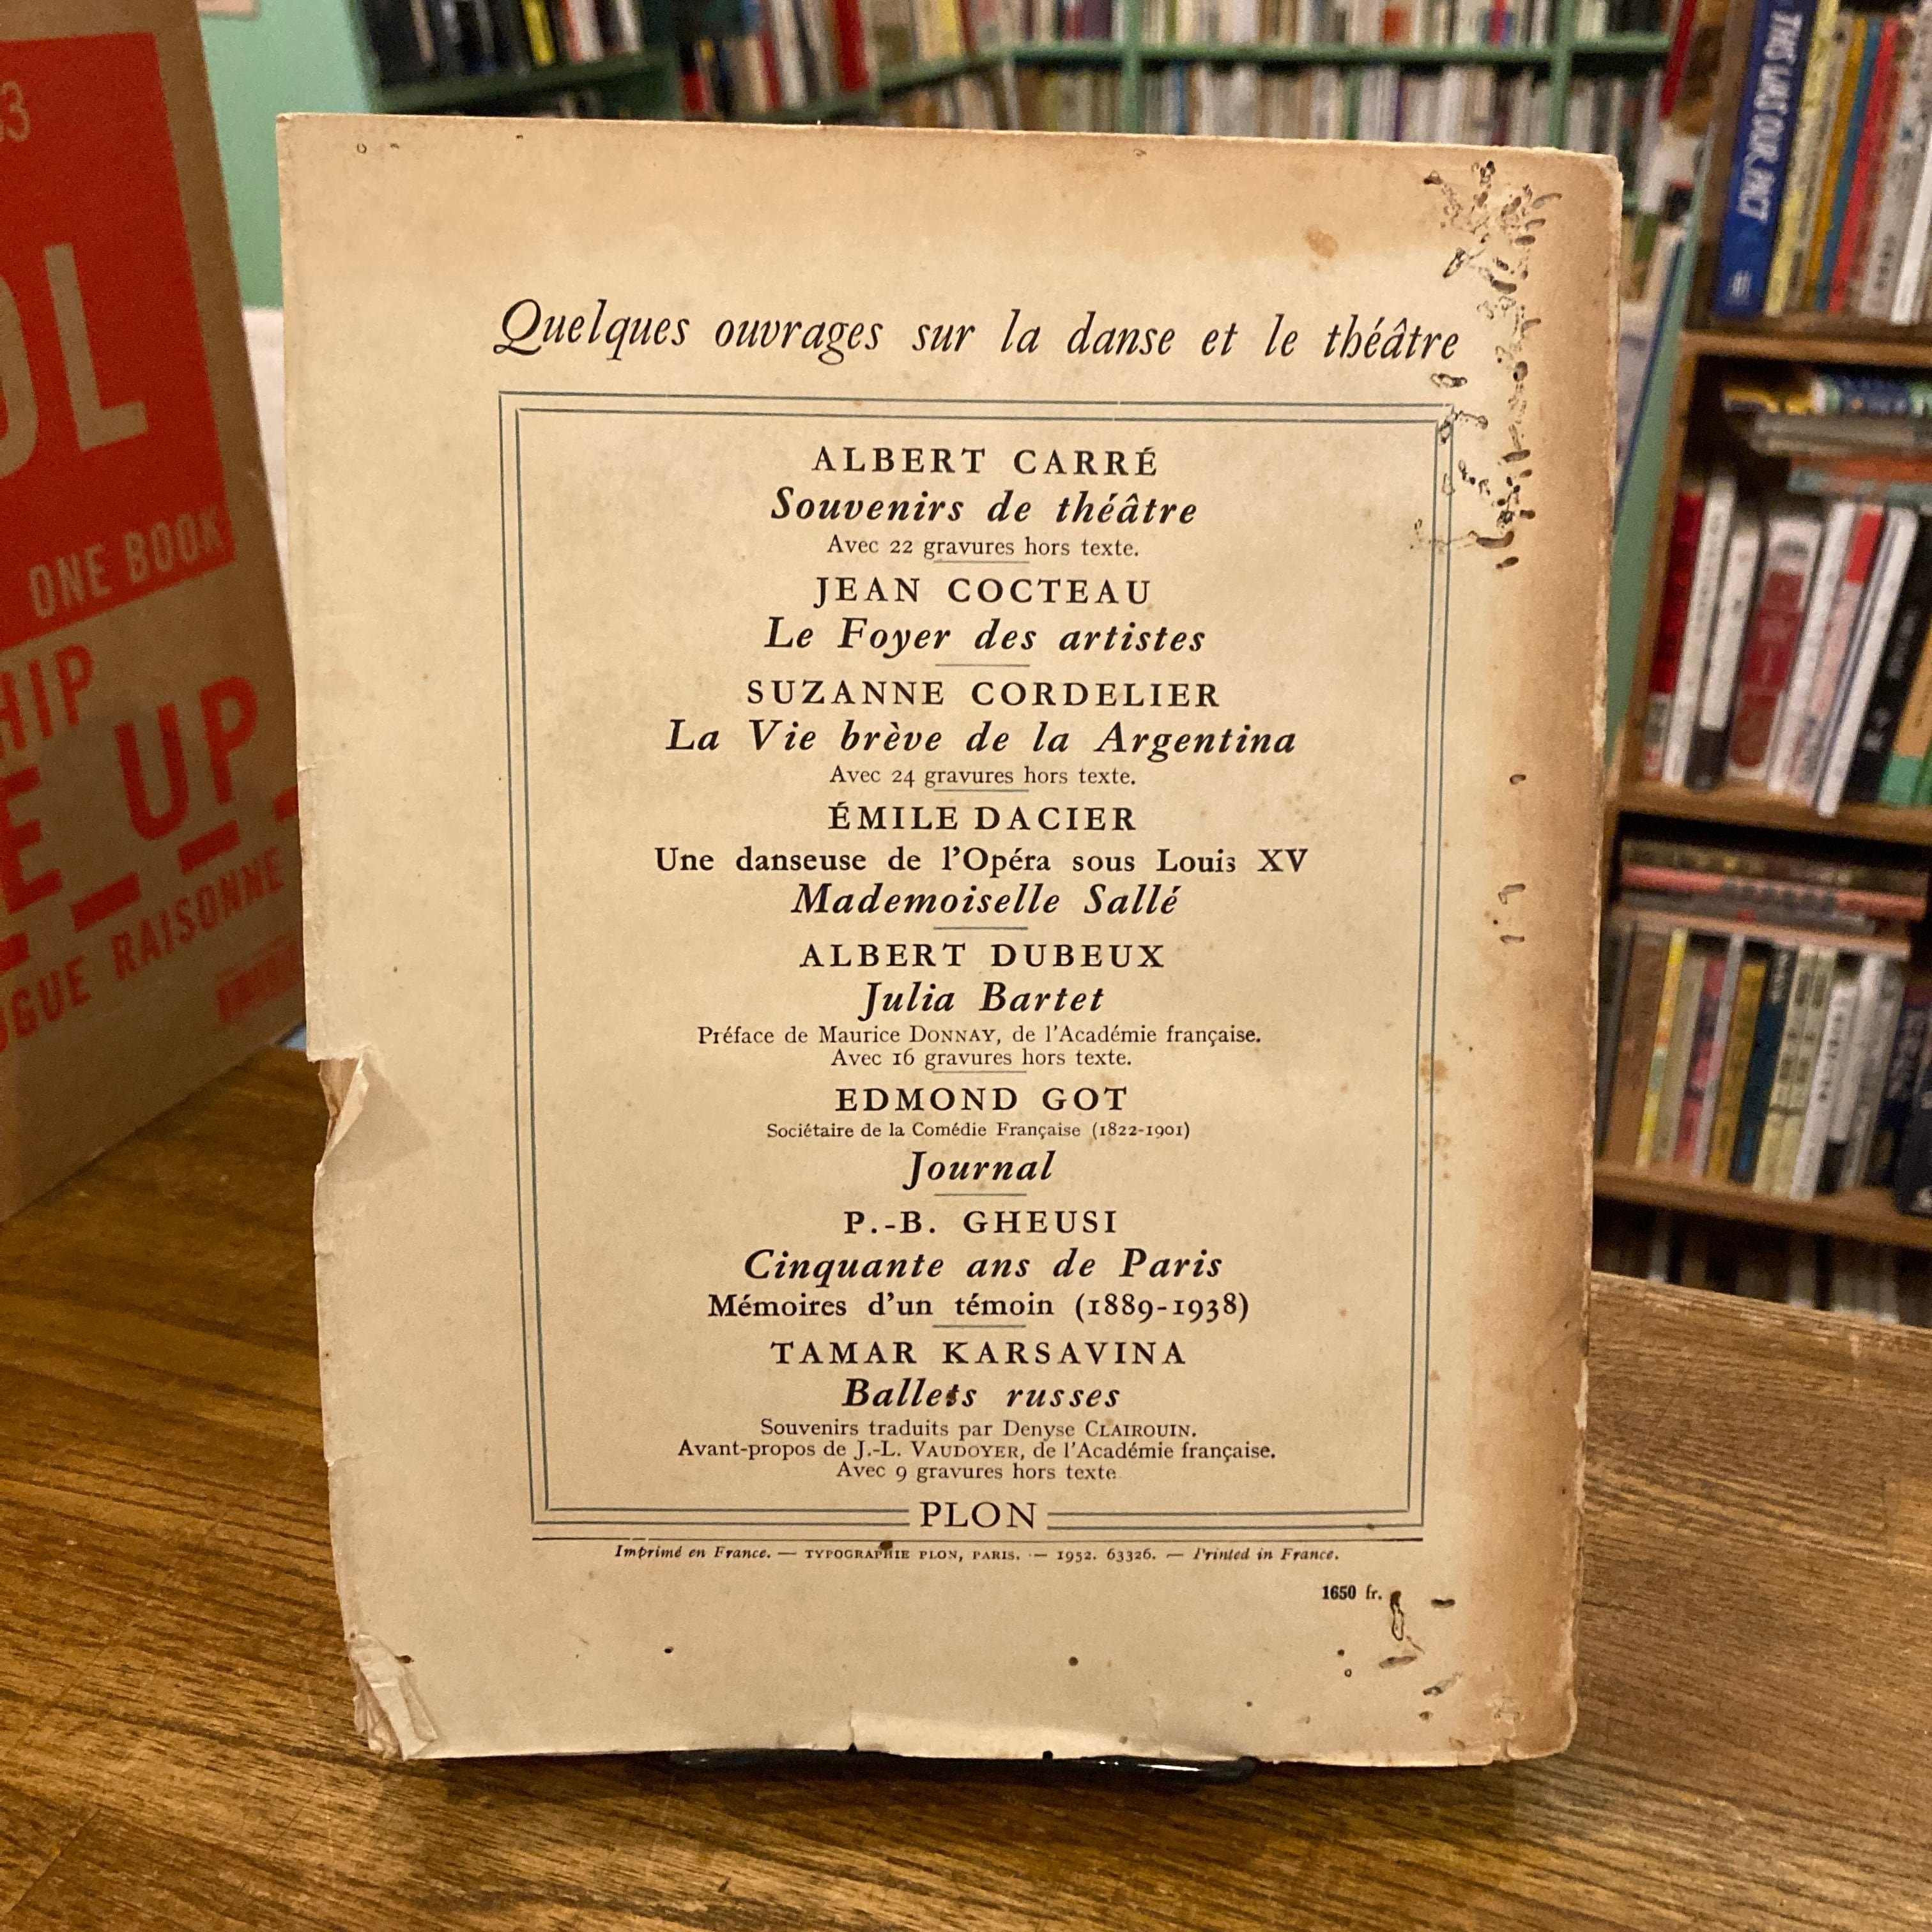 Quelques ouvrages sur la danse et le théâtre
ALBERT CARRÉ
Souvenirs de théâtre
Avec 22 gravures hors texte.
JEAN COCTEAU
Le Foyer des artistes
SUZANNE CORDELIER
La Vie brève de la Argentina
Avec 24 gravures hors texte.
ÉMILE DACIER
Une danseuse de l'Opéra sous Louis XV
Mademoiselle Sallé
ALBERT DUBEUX
Julia Bartet
Préface de Maurice DONNAY, de l'Académie française.
Avec 16 gravures hors texte.
EDMOND GOT
Sociétaire de la Comédie Française (1822-1901)
Journal
P.-B. GHEUSI
Cinquante ans de Paris
Mémoires d'un témoin (1889-1938)
TAMAR KARSAVINA
Ballets russes
Souvenirs traduits par Denyse CLAIROUIN.
Avant-propos de J.-L. VAUDOYER, de l'Académie française.
Avec 9 gravures hors texte
PLON
Imprimé en France. — TYPOGRAPHIE PLON, PARIS. — 1952. 63326. — Printed in France.
1650 fr.
ONE BOOK
UP
RAISONNE
THIS WAS OUR PACT